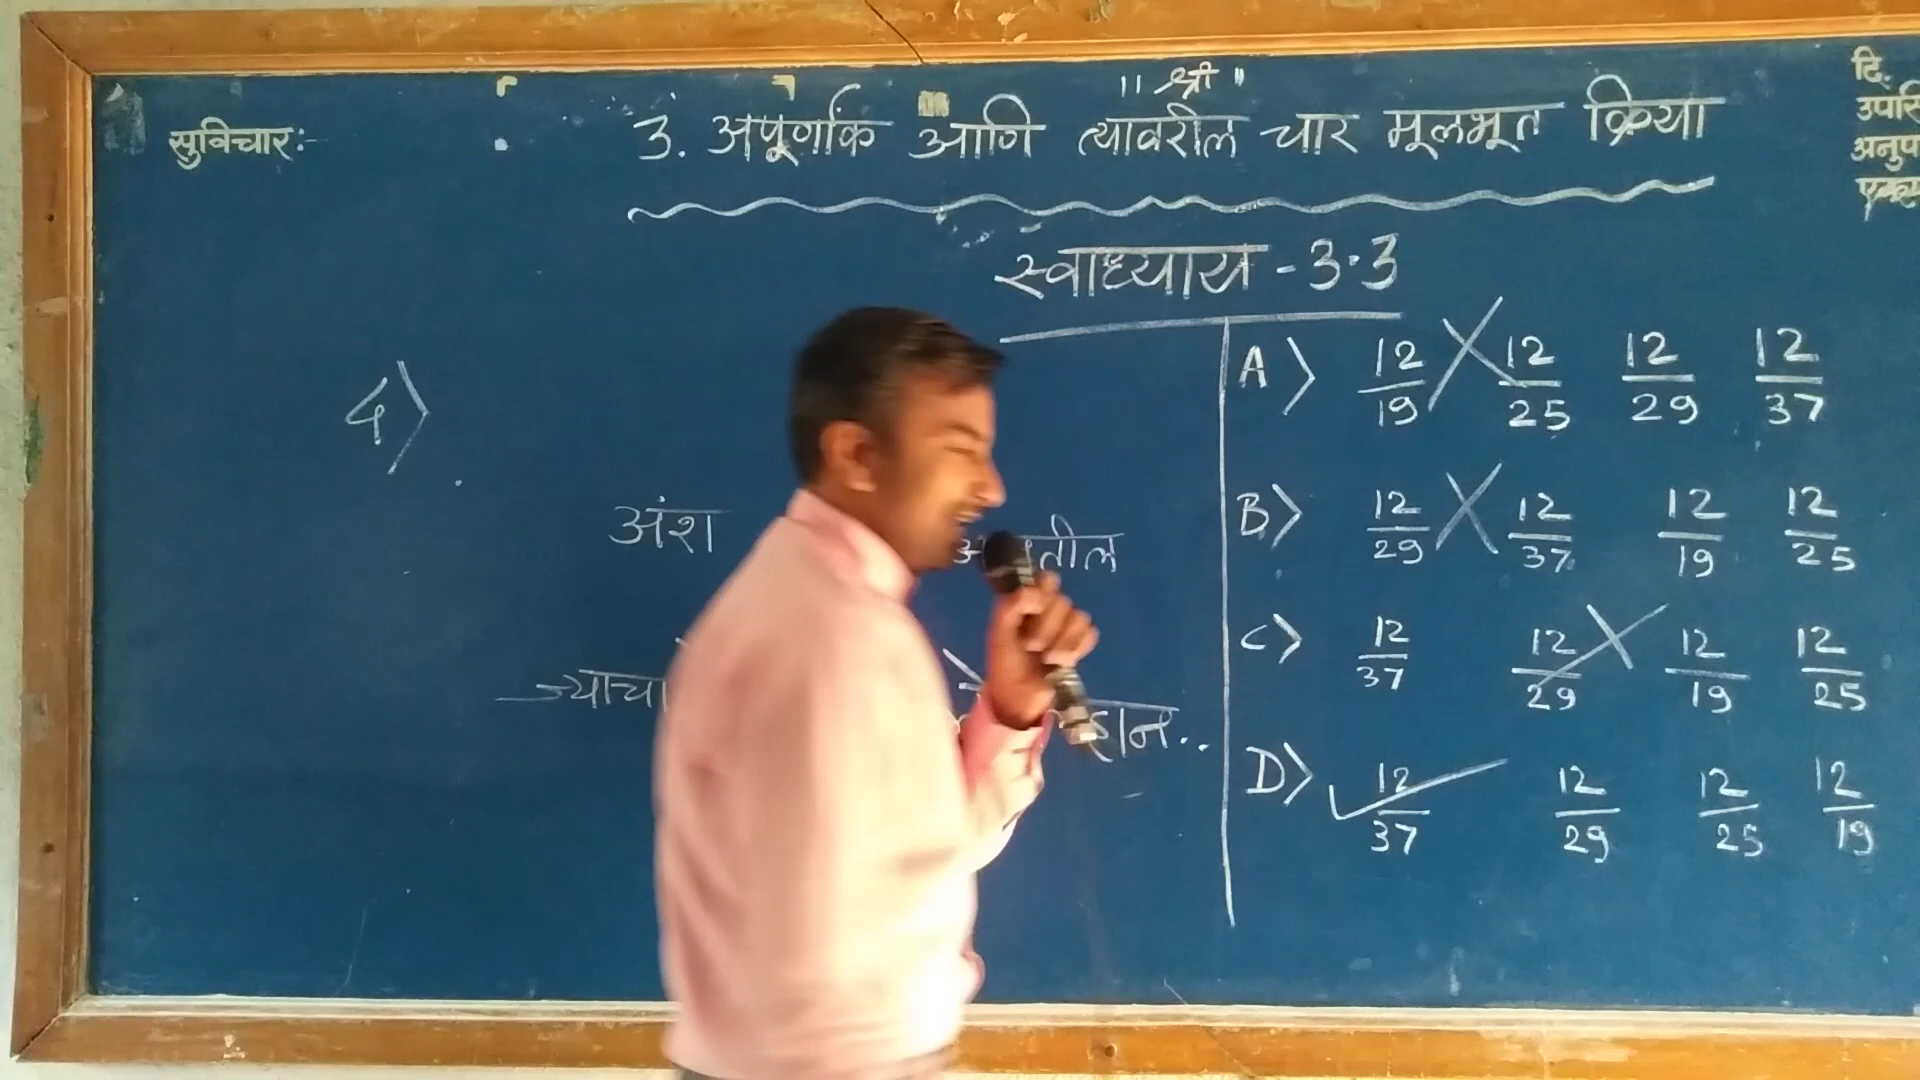 ॥ श्री ॥
सुविचार:-
3. अपूर्णांक आणि त्यावरील चार मूलभूत क्रिया
दि.
स्वाध्याय - 3.3
4>
अंश
ज्याचा
A> 12/19 12/25 12/29 12/37
B> 12/29 12/37 12/19 12/25
C> 12/37 12/29 12/19 12/25
D> 12/37 12/29 12/25 12/19